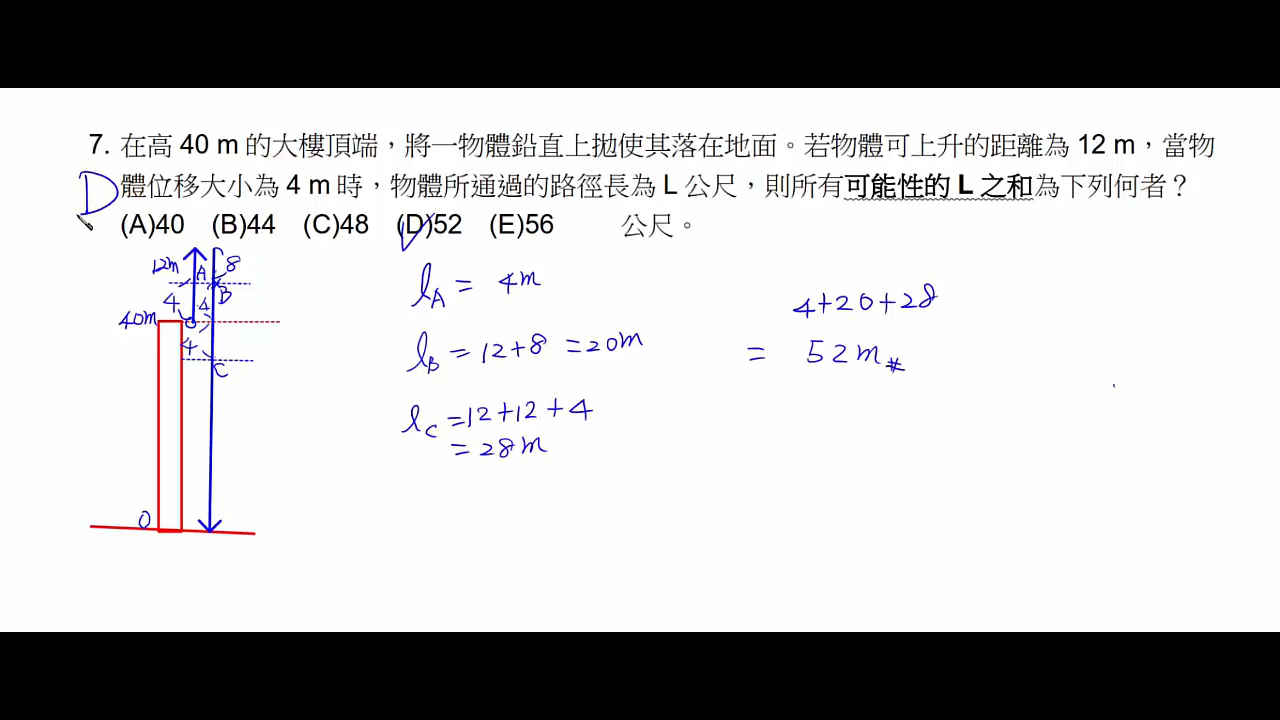 7. 在高 40 m 的大樓頂端，將一物體鉛直上拋使其落在地面。若物體可上升的距離為 12 m，當物
D 體位移大小為 4 m 時，物體所通過的路徑長為 L 公尺，則所有可能性的 L 之和為下列何者？
(A)40 (B)44 (C)48 (D)52 (E)56 公尺。
12m A 8
B
4 4
40m
4
C
0
lA = 4m
lB = 12+8 = 20m
lC = 12+12+4
= 28m
4+20+28
= 52m #